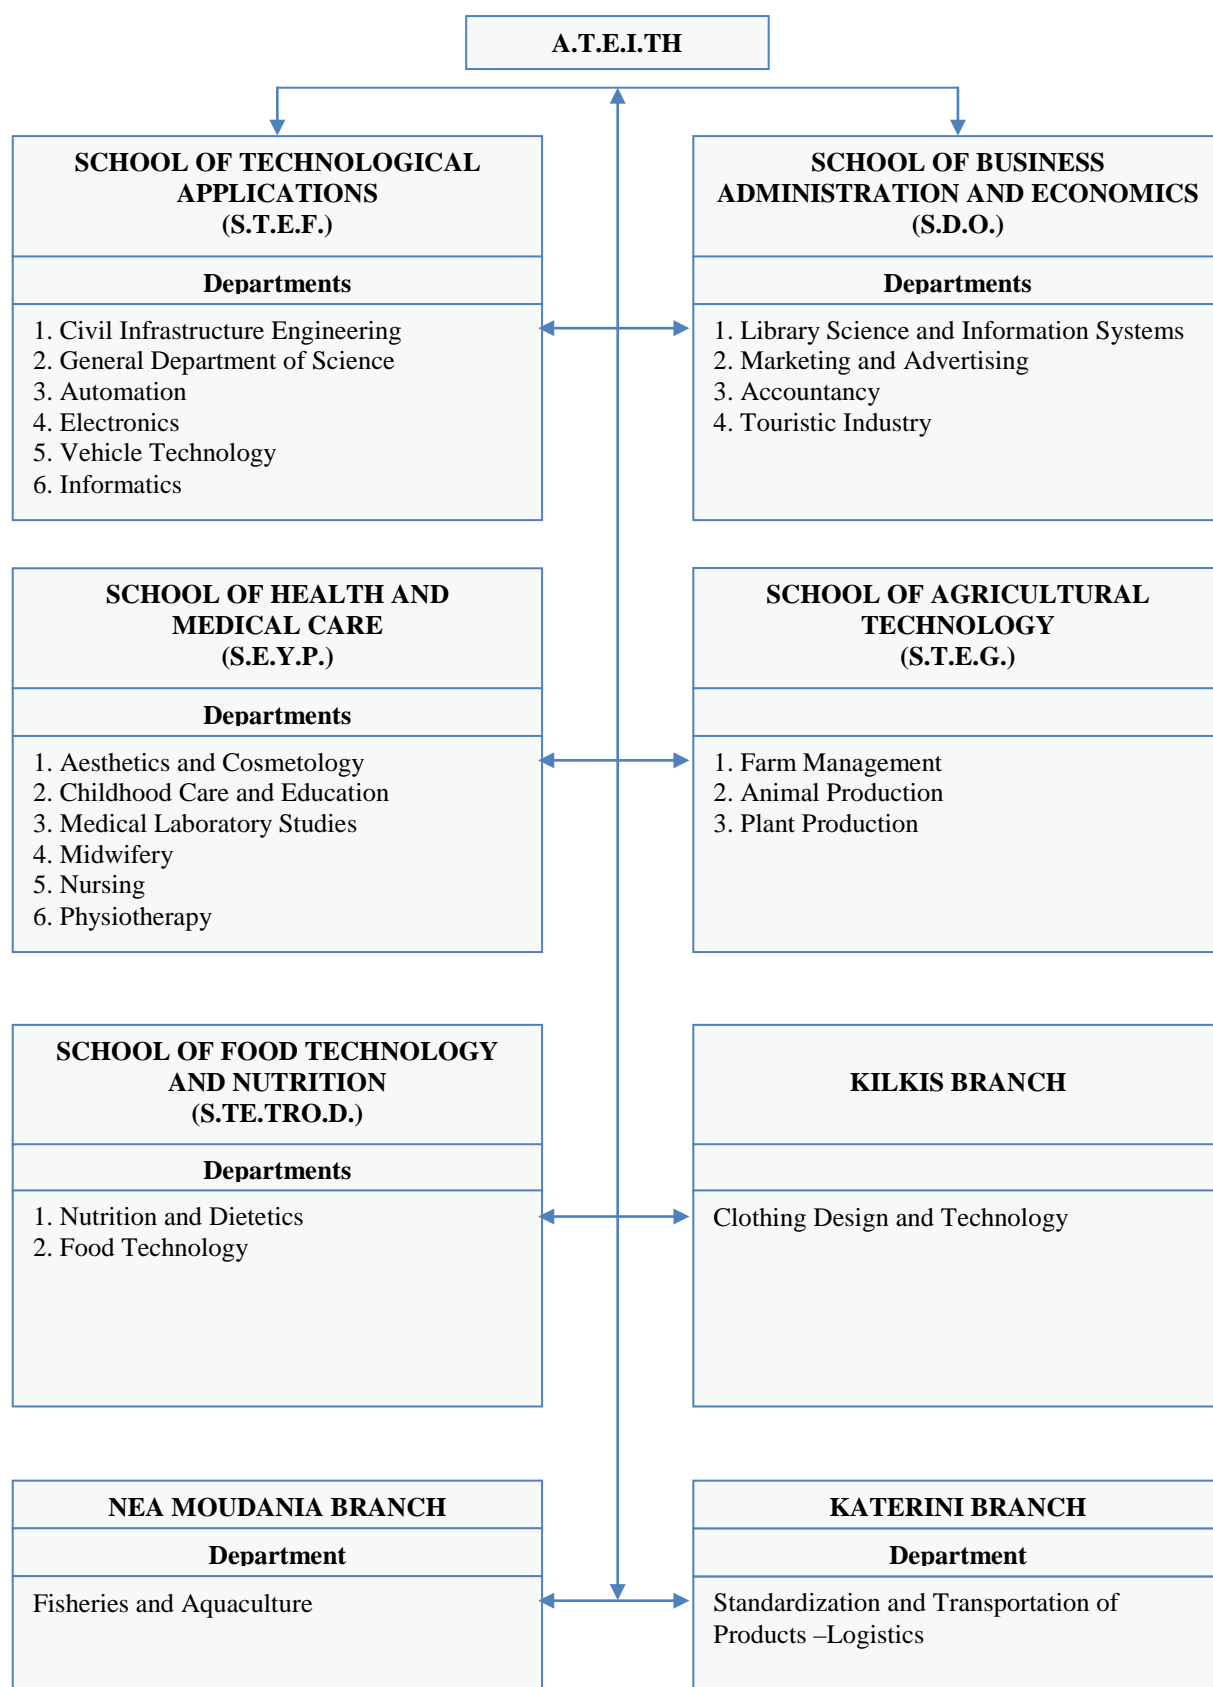 A.T.E.I.TH
SCHOOL OF TECHNOLOGICAL
APPLICATIONS
(S.T.E.F.)
Departments
1. Civil Infrastructure Engineering
2. General Department of Science
3. Automation
4. Electronics
5. Vehicle Technology
6. Informatics
SCHOOL OF BUSINESS
ADMINISTRATION AND ECONOMICS
(S.D.O.)
Departments
1. Library Science and Information Systems
2. Marketing and Advertising
3. Accountancy
4. Touristic Industry
SCHOOL OF HEALTH AND
MEDICAL CARE
(S.E.Y.P.)
Departments
1. Aesthetics and Cosmetology
2. Childhood Care and Education
3. Medical Laboratory Studies
4. Midwifery
5. Nursing
6. Physiotherapy
SCHOOL OF AGRICULTURAL
TECHNOLOGY
(S.T.E.G.)
1. Farm Management
2. Animal Production
3. Plant Production
SCHOOL OF FOOD TECHNOLOGY
AND NUTRITION
(S.TE.TRO.D.)
Departments
1. Nutrition and Dietetics
2. Food Technology
KILKIS BRANCH
Clothing Design and Technology
NEA MOUDANIA BRANCH
Department
Fisheries and Aquaculture
KATERINI BRANCH
Department
Standardization and Transportation of
Products –Logistics